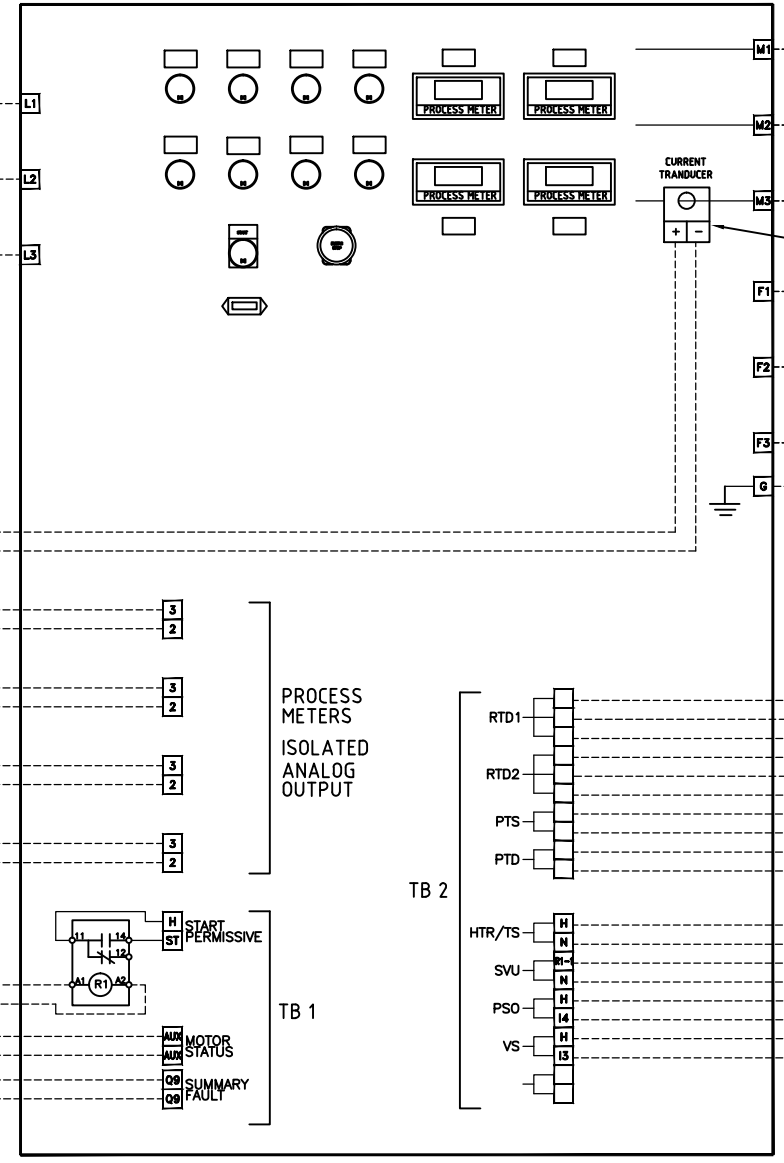 M1
PROCESS METER PROCESS METER
L1
M2
CURRENT
TRANDUCER
L2
PROCESS METER PROCESS METER
M3
+ −
L3
F1
F2
F3
G
3
2
3
2
PROCESS
METERS
ISOLATED
ANALOG
OUTPUT
3
2
3
2
RTD1
RTD2
PTS
PTD
TB 2
H START
ST PERMISSIVE
11 14
12
A1 R1 A2
TB 1
AUX MOTOR
AUX STATUS
Q9 SUMMARY
Q9 FAULT
HTR/TS H
N
SVU R1-1
N
PSO H
I4
VS H
I3